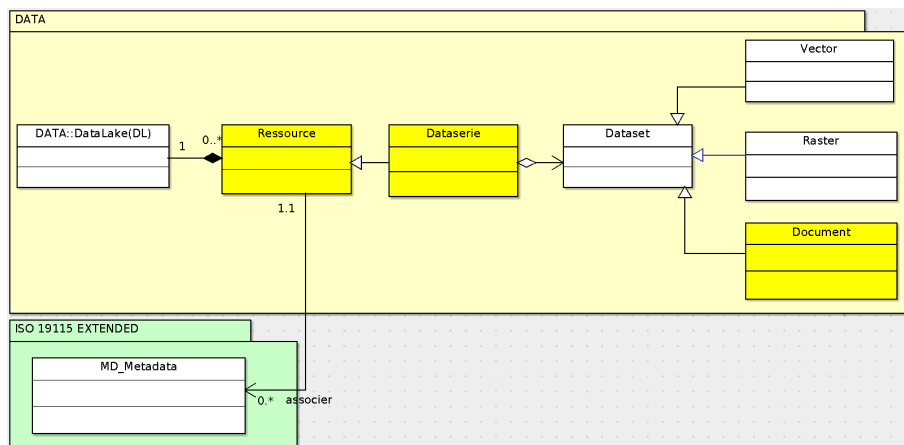 DATA
Vector
DATA::DataLake(DL)
1
0..*
Ressource
Dataserie
Dataset
Raster
1.1
Document
ISO 19115 EXTENDED
MD_Metadata
0.* associer